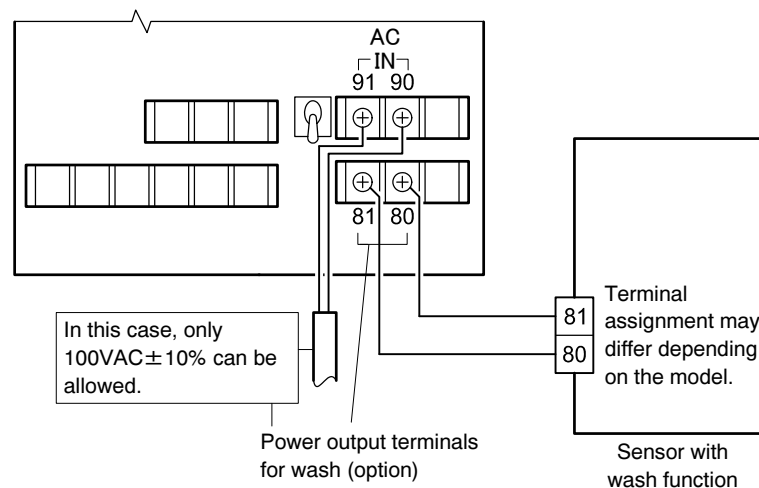 AC
IN
91 90
81 80
In this case, only
100VAC±10% can be
allowed.
Power output terminals
for wash (option)
81
80
Terminal
assignment may
differ depending
on the model.
Sensor with
wash function